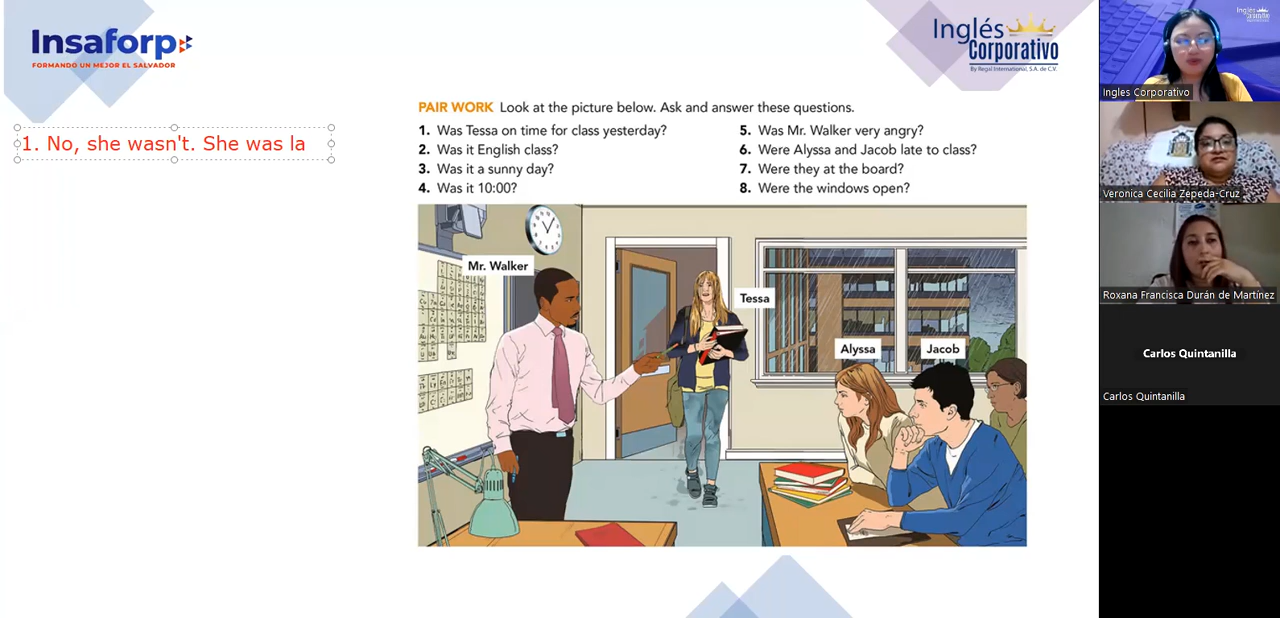 Insaforp
FORMANDO UN MEJOR EL SALVADOR
Inglés
Corporativo
By Regal International, S.A. de C.V.
1. No, she wasn't. She was la
PAIR WORK Look at the picture below. Ask and answer these questions.
1. Was Tessa on time for class yesterday?
2. Was it English class?
3. Was it a sunny day?
4. Was it 10:00?
5. Was Mr. Walker very angry?
6. Were Alyssa and Jacob late to class?
7. Were they at the board?
8. Were the windows open?
Mr. Walker
Tessa
Alyssa
Jacob
Inglés
Ingles Corporativo
Veronica Cecilia Zepeda-Cruz
Roxana Francisca Durán de Martínez
Carlos Quintanilla
Carlos Quintanilla